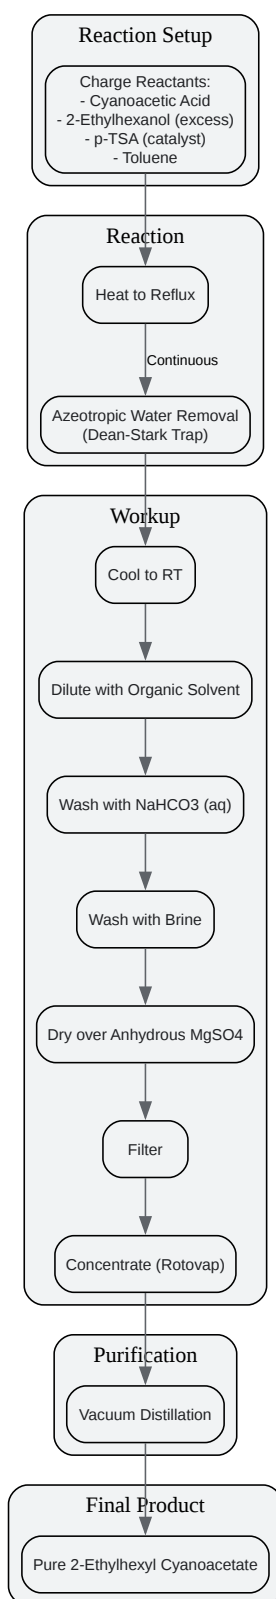 Reaction Setup
Charge Reactants:
- Cyanoacetic Acid
- 2-Ethylhexanol (excess)
- p-TSA (catalyst)
- Toluene
Reaction
Heat to Reflux
Continuous
Azeotropic Water Removal
(Dean-Stark Trap)
Workup
Cool to RT
Dilute with Organic Solvent
Wash with NaHCO3 (aq)
Wash with Brine
Dry over Anhydrous MgSO4
Filter
Concentrate (Rotovap)
Purification
Vacuum Distillation
Final Product
Pure 2-Ethylhexyl Cyanoacetate